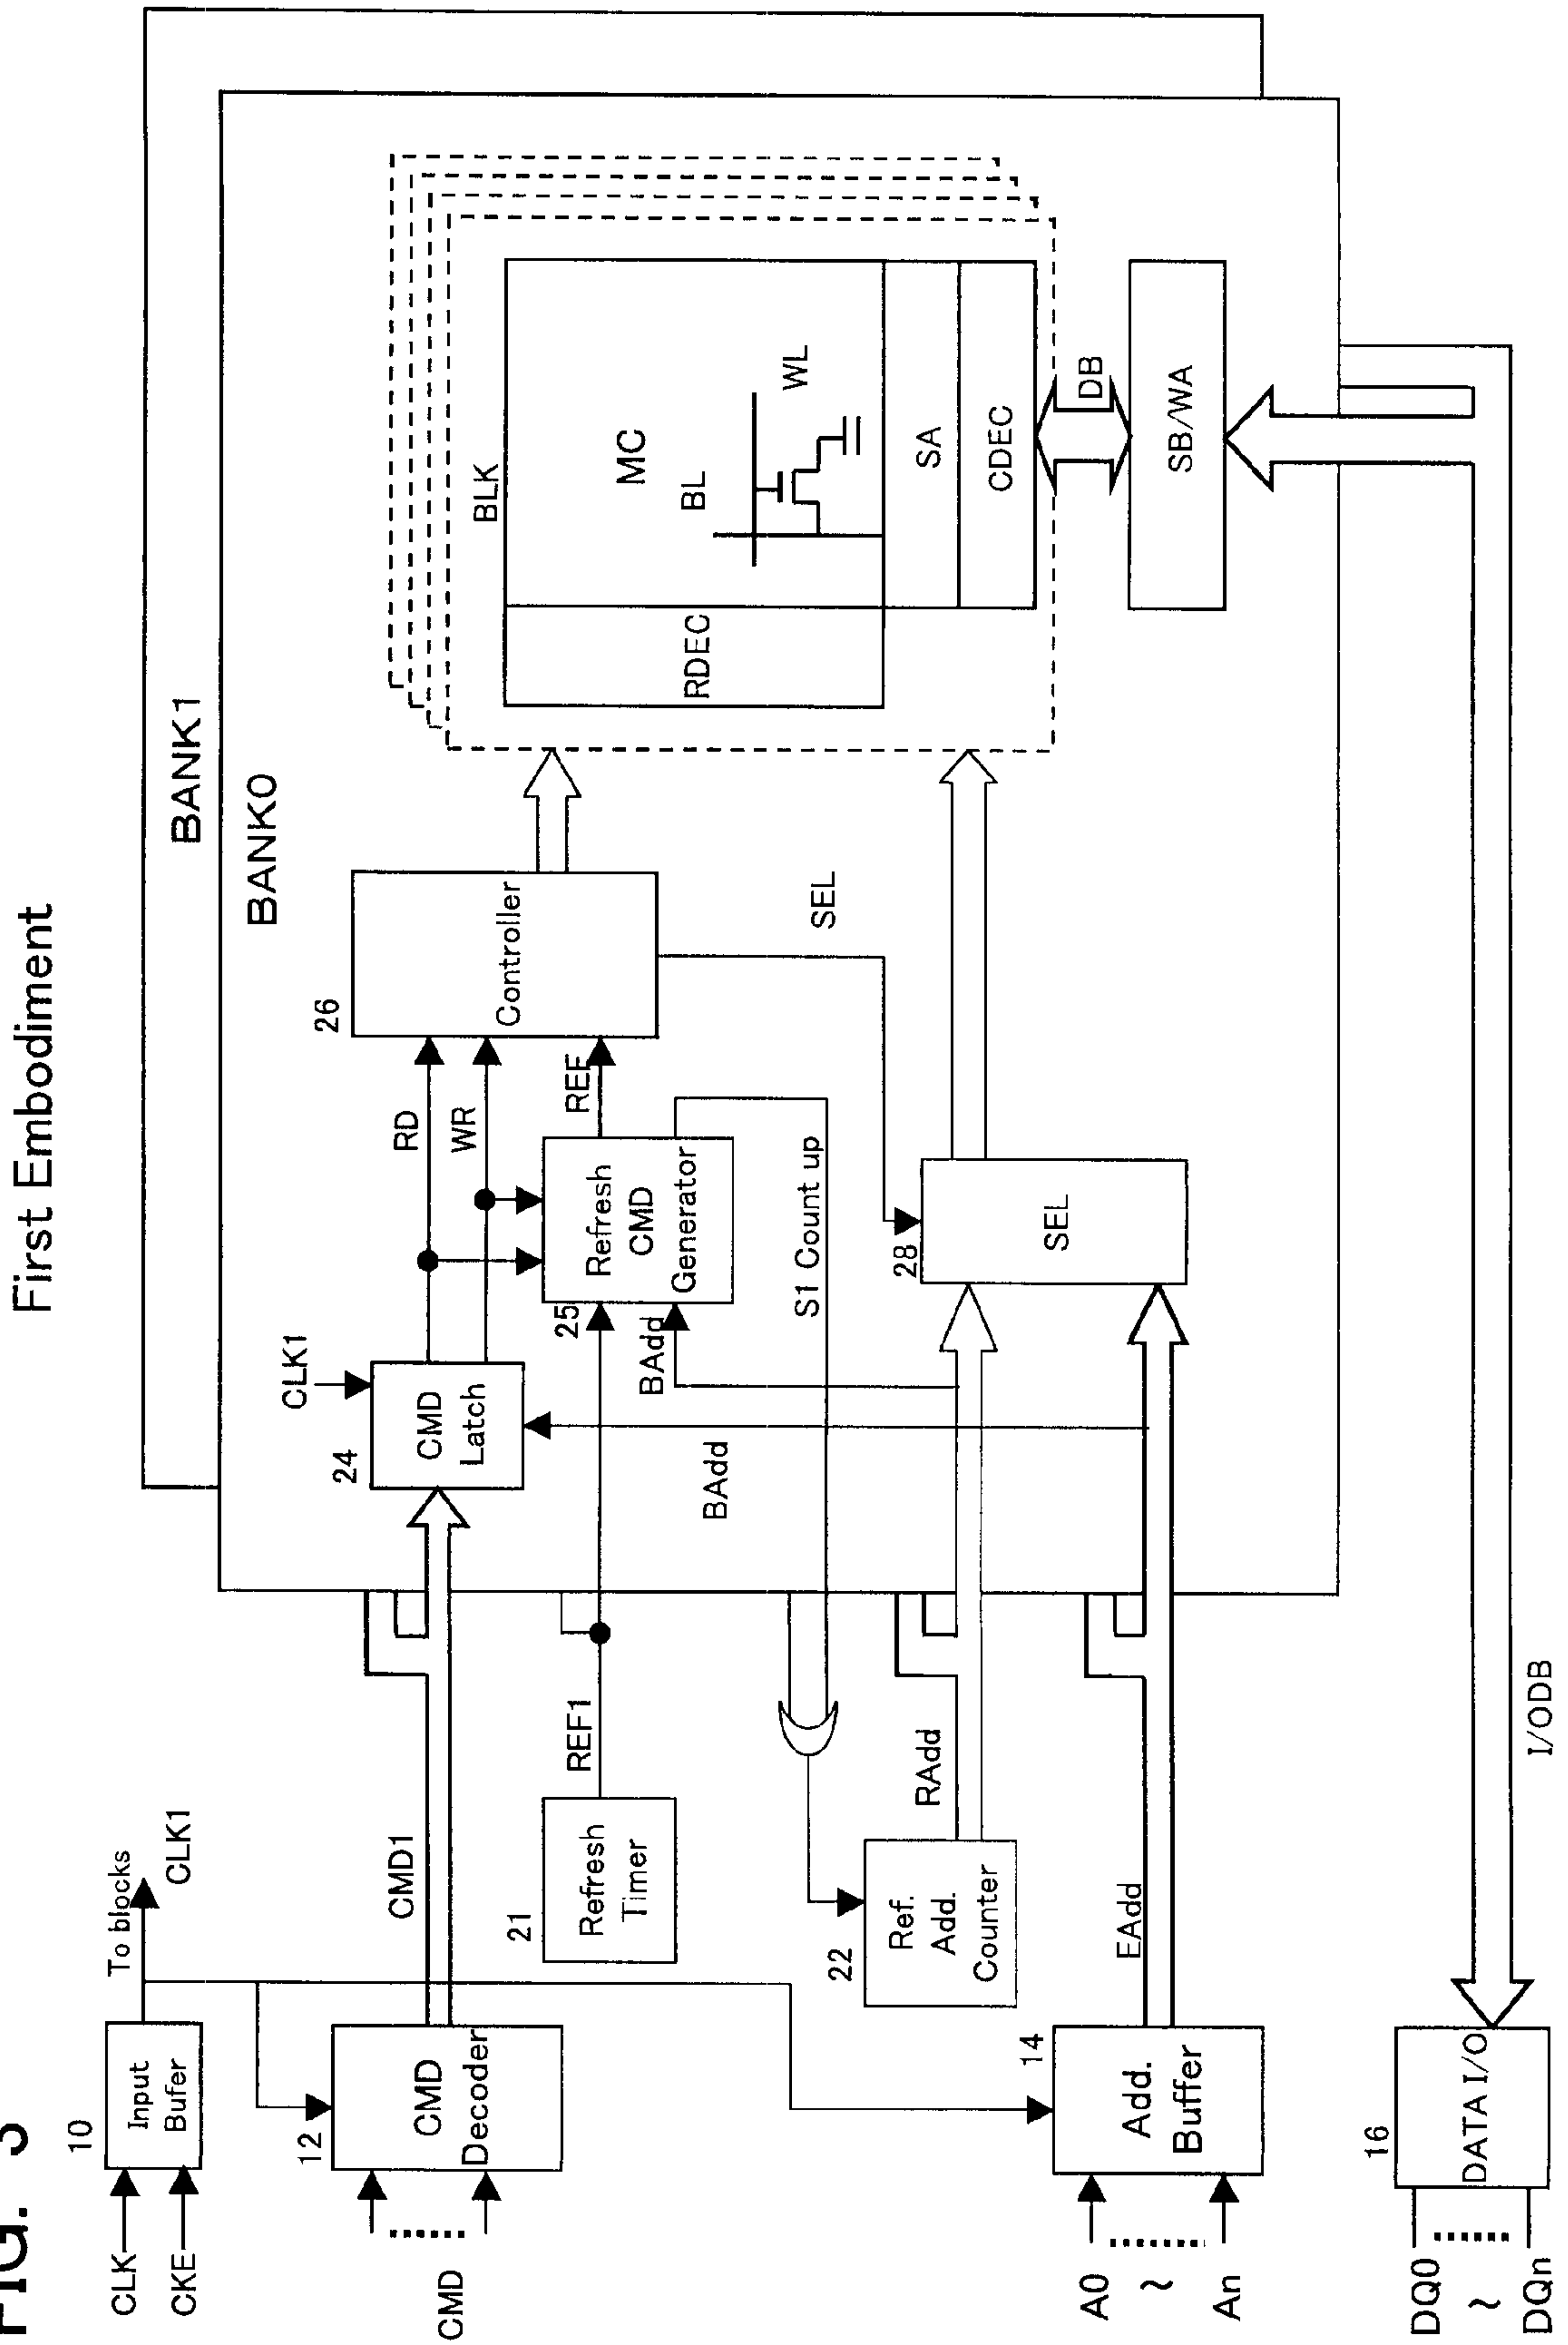 FIG. 3
First Embodiment
BANK1
BANK0
10
Input
Bufer
CLK
CKE
To blocks
CLK1
12
CMD
Decoder
CMD
CMD1
24
CMD
Latch
CLK1
RD
WR
26
Controller
21
Refresh
Timer
REF1
25
Refresh
CMD
Generator
REF
BAdd
BAdd
S1 Count up
SEL
22
Ref.
Add.
Counter
RAdd
28
SEL
14
Add.
Buffer
A0
~
An
EAdd
BLK
MC
BL
WL
RDEC
SA
CDEC
DB
SB/WA
16
DATA I/O
DQ0
~
DQn
I/ODB